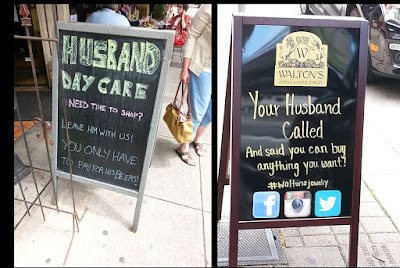 HUSBAND
DAY CARE
NEED TIME TO SHOP?
LEAVE HIM WITH US!
YOU ONLY HAVE
TO PAY FOR HIS BEERS!
W
WALTON'S
Your Husband
Called
And said you can buy
anything you want!
#waltonsjewelry